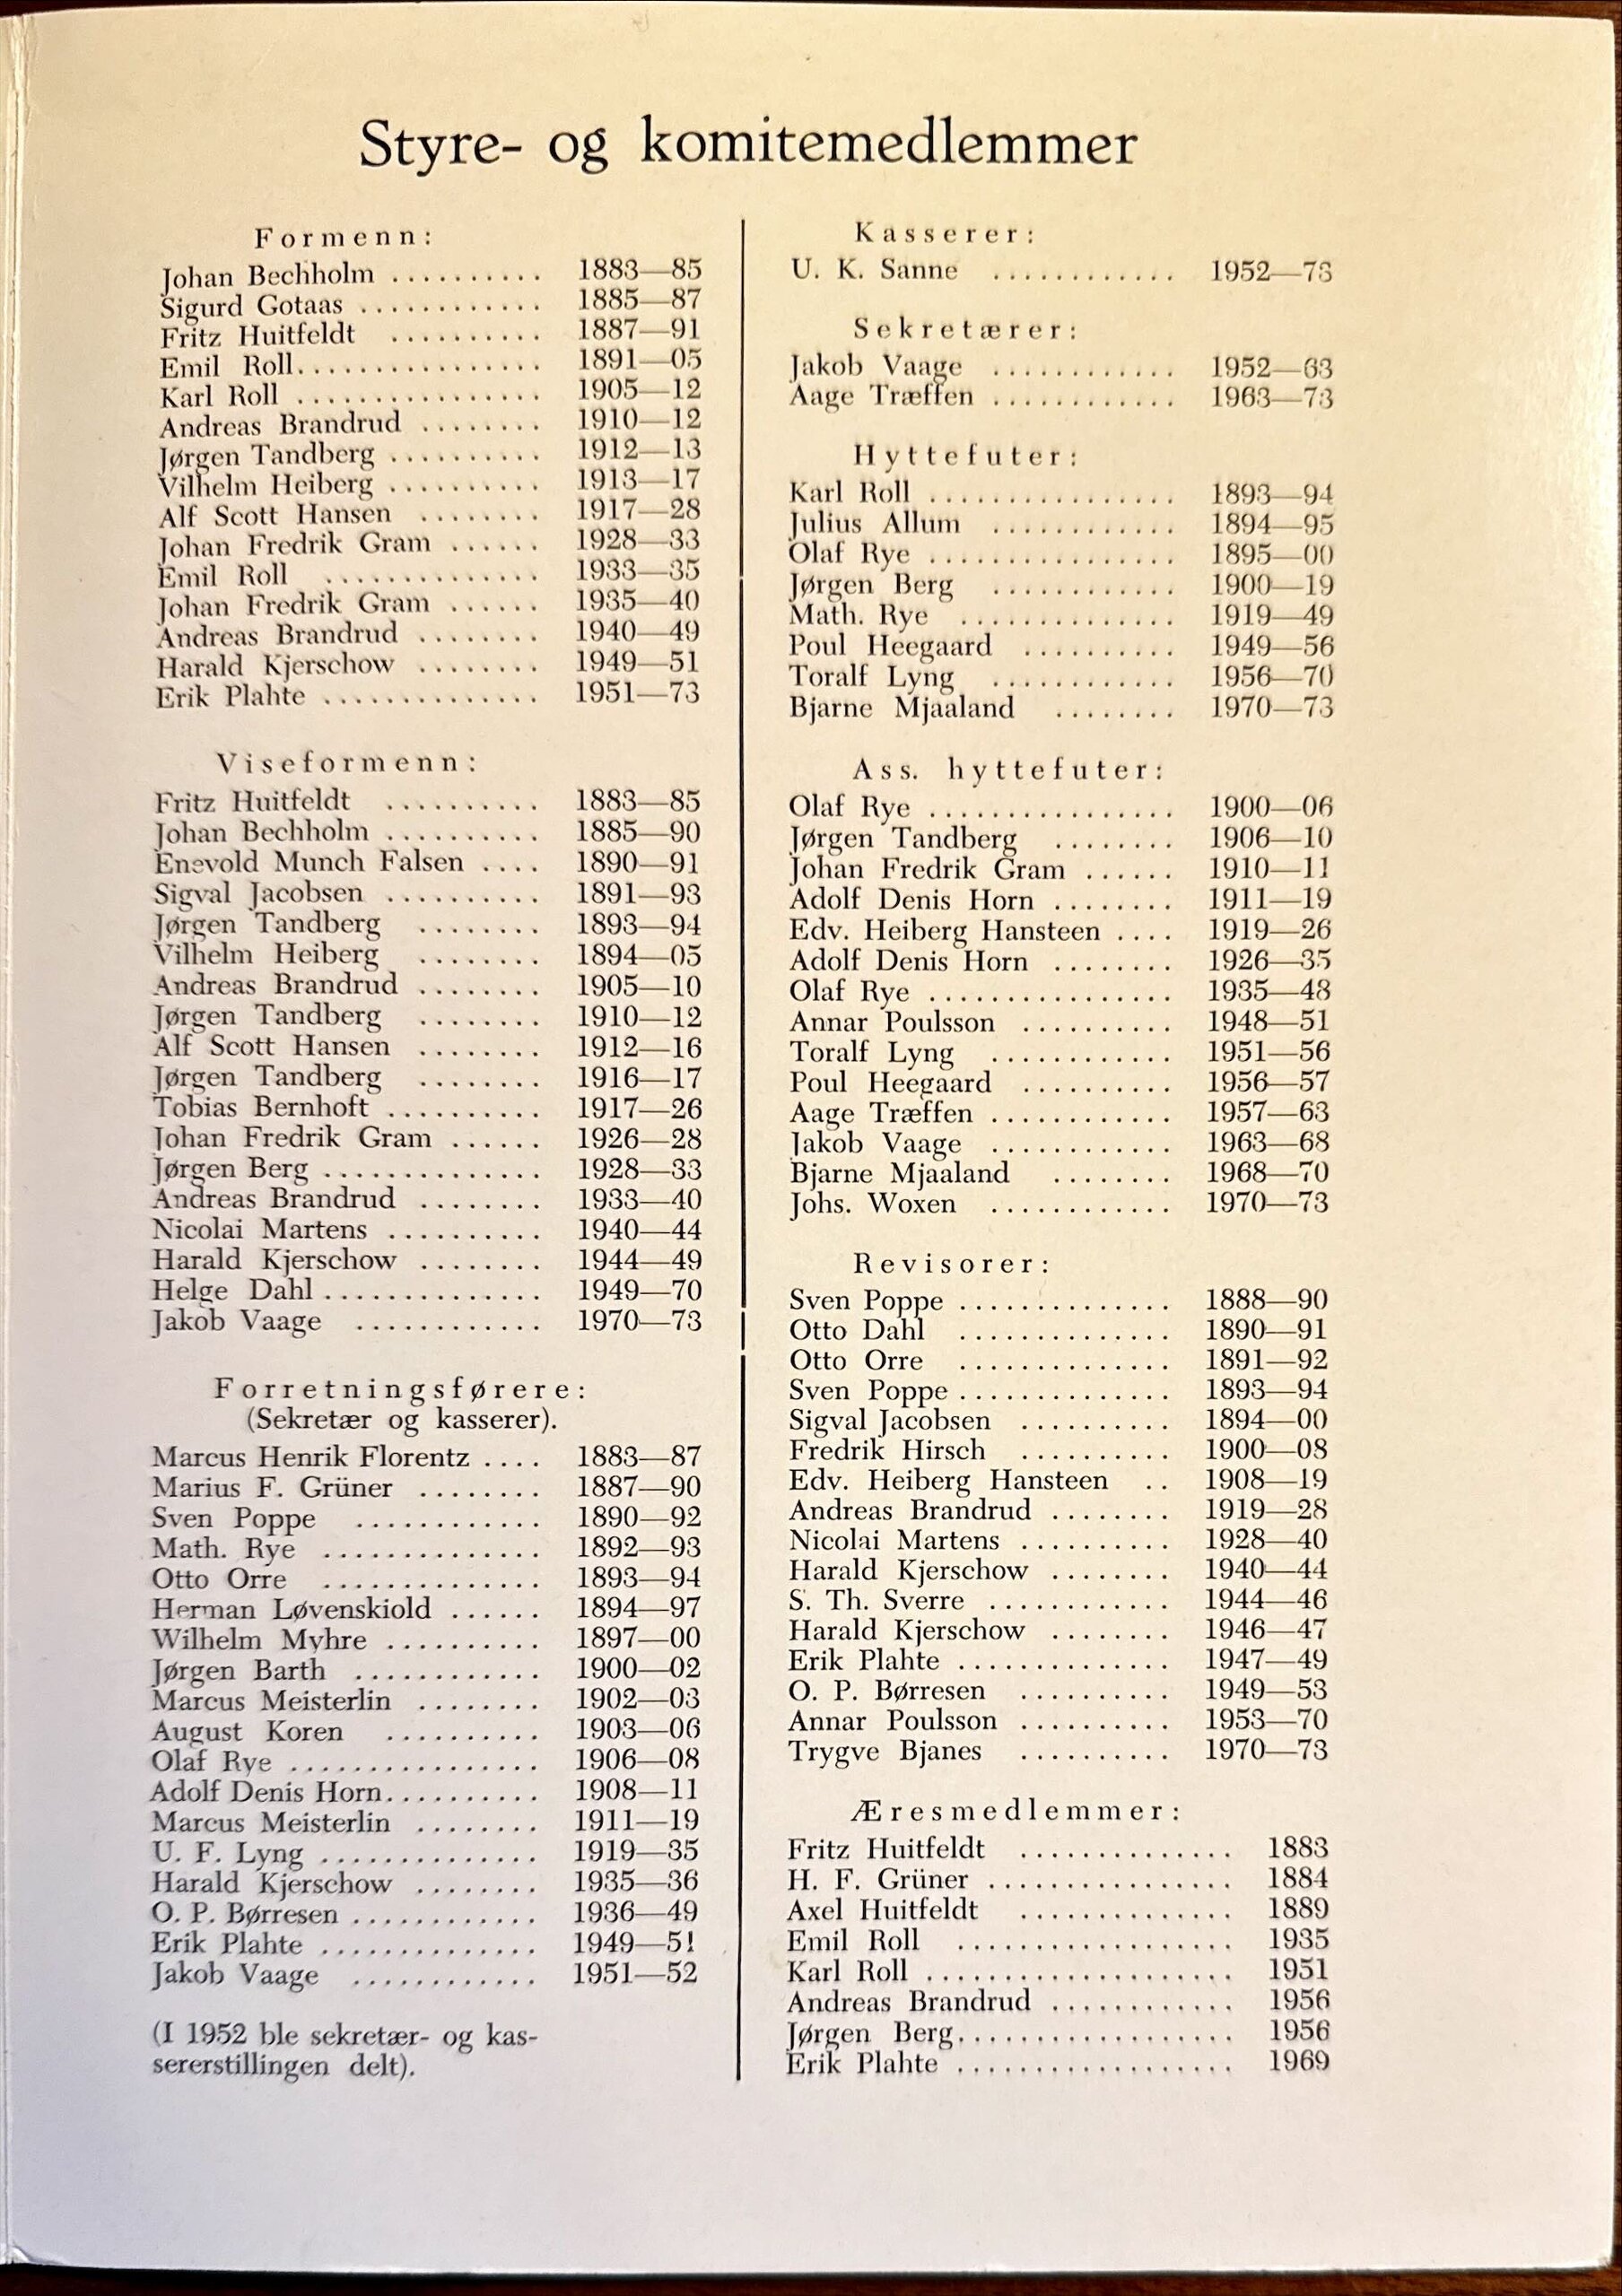 Styre- og komitemedlemmer
Formenn:
Johan Bechholm .......... 1883—85
Sigurd Gotaas ............ 1885—87
Fritz Huitfeldt .......... 1887—91
Emil Roll................ 1891—05
Karl Roll ................ 1905—12
Andreas Brandrud ........ 1910—12
Jørgen Tandberg .......... 1912—13
Vilhelm Heiberg .......... 1913—17
Alf Scott Hansen ........ 1917—28
Johan Fredrik Gram ...... 1928—33
Emil Roll .............. 1933—35
Johan Fredrik Gram ...... 1935—40
Andreas Brandrud ........ 1940—49
Harald Kjerschow ........ 1949—51
Erik Plahte .............. 1951—73
Viseformenn:
Fritz Huitfeldt .......... 1883—85
Johan Bechholm .......... 1885—90
Enevold Munch Falsen .... 1890—91
Sigval Jacobsen .......... 1891—93
Jørgen Tandberg ........ 1893—94
Vilhelm Heiberg ........ 1894—05
Andreas Brandrud ........ 1905—10
Jørgen Tandberg ........ 1910—12
Alf Scott Hansen ........ 1912—16
Jørgen Tandberg ........ 1916—17
Tobias Bernhoft .......... 1917—26
Johan Fredrik Gram ...... 1926—28
Jørgen Berg .............. 1928—33
Andreas Brandrud ........ 1933—40
Nicolai Martens .......... 1940—44
Harald Kjerschow ........ 1944—49
Helge Dahl .............. 1949—70
Jakob Vaage ............ 1970—73
Forretningsførere:
(Sekretær og kasserer).
Marcus Henrik Florentz .... 1883—87
Marius F. Grüner ........ 1887—90
Sven Poppe ............ 1890—92
Math. Rye .............. 1892—93
Otto Orre .............. 1893—94
Herman Løvenskiold ...... 1894—97
Wilhelm Myhre .......... 1897—00
Jørgen Barth ............ 1900—02
Marcus Meisterlin ........ 1902—03
August Koren .......... 1903—06
Olaf Rye ................ 1906—08
Adolf Denis Horn.......... 1908—11
Marcus Meisterlin ........ 1911—19
U. F. Lyng .............. 1919—35
Harald Kjerschow ........ 1935—36
O. P. Børresen ............ 1936—49
Erik Plahte .............. 1949—51
Jakob Vaage ............ 1951—52
(I 1952 ble sekretær- og kas-
sererstillingen delt).
Kasserer:
U. K. Sanne ............ 1952—73
Sekretærer:
Jakob Vaage ............ 1952—63
Aage Træffen ............ 1963—73
Hyttefuter:
Karl Roll ................ 1893—94
Julius Allum ............ 1894—95
Olaf Rye ................ 1895—00
Jørgen Berg ............ 1900—19
Math. Rye .............. 1919—49
Poul Heegaard .......... 1949—56
Toralf Lyng ............ 1956—70
Bjarne Mjaaland ........ 1970—73
Ass. hyttefuter:
Olaf Rye ................ 1900—06
Jørgen Tandberg ........ 1906—10
Johan Fredrik Gram ...... 1910—11
Adolf Denis Horn ........ 1911—19
Edv. Heiberg Hansteen .... 1919—26
Adolf Denis Horn ........ 1926—35
Olaf Rye ................ 1935—48
Annar Poulsson .......... 1948—51
Toralf Lyng ............ 1951—56
Poul Heegaard .......... 1956—57
Aage Træffen ............ 1957—63
Jakob Vaage ............ 1963—68
Bjarne Mjaaland ........ 1968—70
Johs. Woxen ............ 1970—73
Revisorer:
Sven Poppe .............. 1888—90
Otto Dahl .............. 1890—91
Otto Orre .............. 1891—92
Sven Poppe .............. 1893—94
Sigval Jacobsen .......... 1894—00
Fredrik Hirsch .......... 1900—08
Edv. Heiberg Hansteen .. 1908—19
Andreas Brandrud ........ 1919—28
Nicolai Martens .......... 1928—40
Harald Kjerschow ........ 1940—44
S. Th. Sverre ............ 1944—46
Harald Kjerschow ........ 1946—47
Erik Plahte .............. 1947—49
O. P. Børresen .......... 1949—53
Annar Poulsson .......... 1953—70
Trygve Bjanes .......... 1970—73
Æresmedlemmer:
Fritz Huitfeldt .............. 1883
H. F. Grüner ................ 1884
Axel Huitfeldt .............. 1889
Emil Roll .................. 1935
Karl Roll .................... 1951
Andreas Brandrud ............ 1956
Jørgen Berg.................. 1956
Erik Plahte .................. 1969